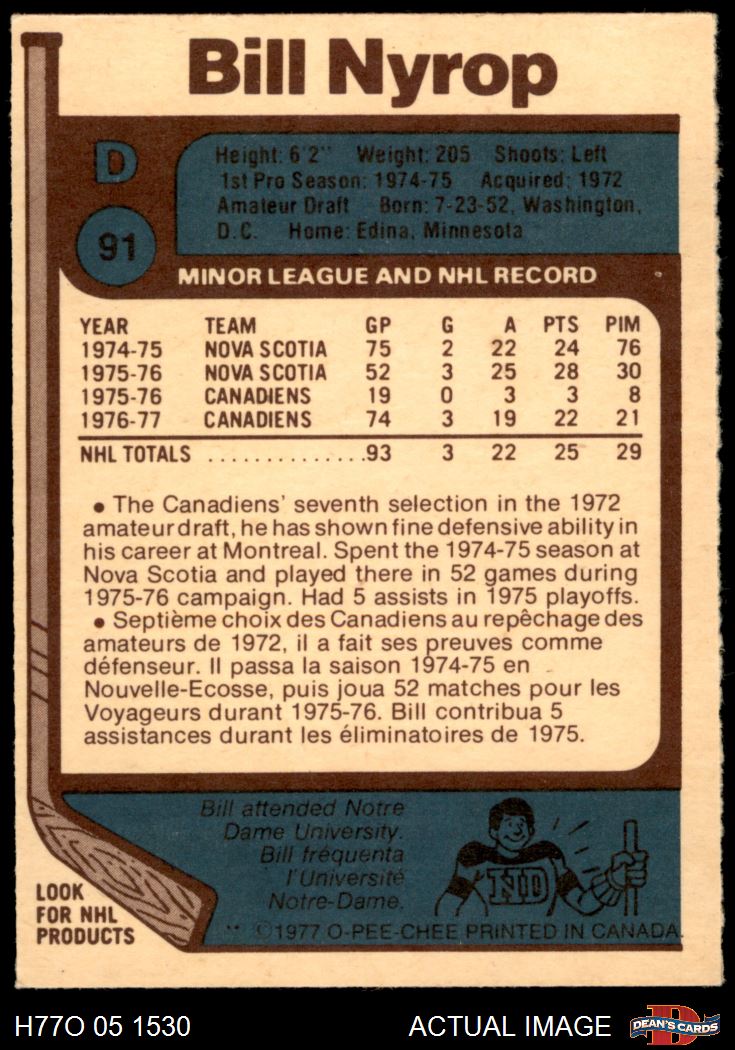 Bill Nyrop
D
91
Height: 6'2" Weight: 205 Shoots: Left
1st Pro Season: 1974-75 Acquired: 1972
Amateur Draft Born: 7-23-52, Washington,
D.C. Home: Edina, Minnesota
MINOR LEAGUE AND NHL RECORD
YEAR TEAM GP G A PTS PIM
1974-75 NOVA SCOTIA 75 2 22 24 76
1975-76 NOVA SCOTIA 52 3 25 28 30
1975-76 CANADIENS 19 0 3 3 8
1976-77 CANADIENS 74 3 19 22 21
NHL TOTALS ..............93 3 22 25 29
• The Canadiens' seventh selection in the 1972
amateur draft, he has shown fine defensive ability in
his career at Montreal. Spent the 1974-75 season at
Nova Scotia and played there in 52 games during
1975-76 campaign. Had 5 assists in 1975 playoffs.
• Septième choix des Canadiens au repêchage des
amateurs de 1972, il a fait ses preuves comme
défenseur. Il passa la saison 1974-75 en
Nouvelle-Ecosse, puis joua 52 matches pour les
Voyageurs durant 1975-76. Bill contribua 5
assistances durant les éliminatoires de 1975.
Bill attended Notre
Dame University.
Bill fréquenta
l'Université
Notre-Dame.
ND
LOOK
FOR NHL
PRODUCTS
** ©1977 O-PEE-CHEE PRINTED IN CANADA.
H77O 05 1530
ACTUAL IMAGE
D
DEAN'S CARDS